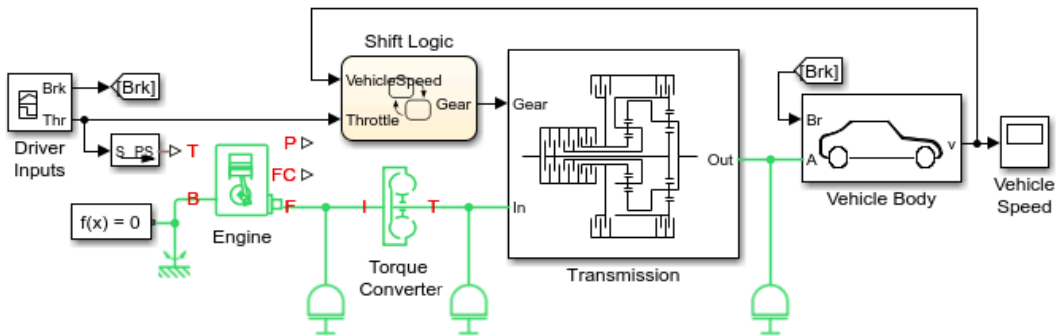 Shift Logic
VehicleSpeed
Gear
Throttle
Brk
Thr
[Brk]
Driver
Inputs
S PS
T
P
FC
B
F
f(x) = 0
Engine
I
T
Torque
Converter
Gear
In
Out
Transmission
[Brk]
Br
A
v
Vehicle Body
Vehicle
Speed